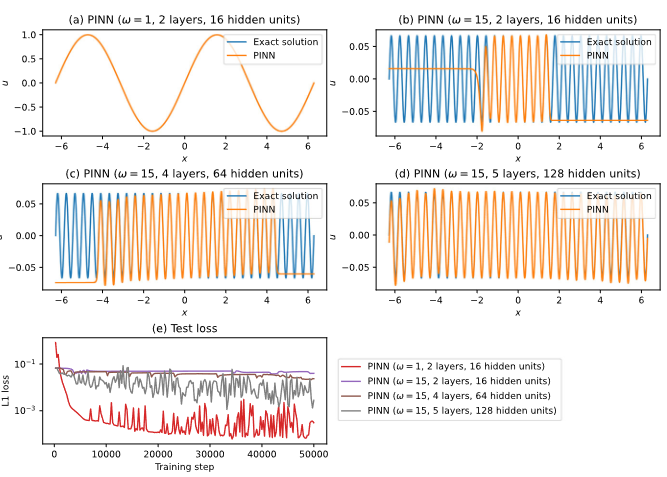 (a) PINN (ω = 1, 2 layers, 16 hidden units)
1.0
0.5
0.0
−0.5
−1.0
u
Exact solution
PINN
−6 −4 −2 0 2 4 6
x
(b) PINN (ω = 15, 2 layers, 16 hidden units)
0.05
0.00
−0.05
u
Exact solution
PINN
−6 −4 −2 0 2 4 6
x
(c) PINN (ω = 15, 4 layers, 64 hidden units)
0.05
0.00
−0.05
u
Exact solution
PINN
−6 −4 −2 0 2 4 6
x
(d) PINN (ω = 15, 5 layers, 128 hidden units)
0.05
0.00
−0.05
u
Exact solution
PINN
−6 −4 −2 0 2 4 6
x
(e) Test loss
10⁻¹
10⁻³
L1 loss
0 10000 20000 30000 40000 50000
Training step
PINN (ω = 1, 2 layers, 16 hidden units)
PINN (ω = 15, 2 layers, 16 hidden units)
PINN (ω = 15, 4 layers, 64 hidden units)
PINN (ω = 15, 5 layers, 128 hidden units)